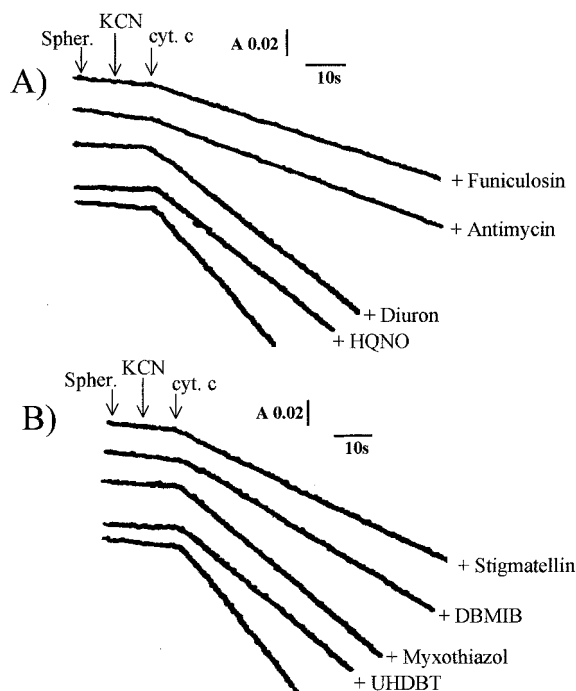 KCN
Spher.
cyt. c
A 0.02
10s
A)
+ Funiculosin
+ Antimycin
+ Diuron
+ HQNO
KCN
Spher.
cyt. c
A 0.02
10s
B)
+ Stigmatellin
+ DBMIB
+ Myxothiazol
+ UHDBT